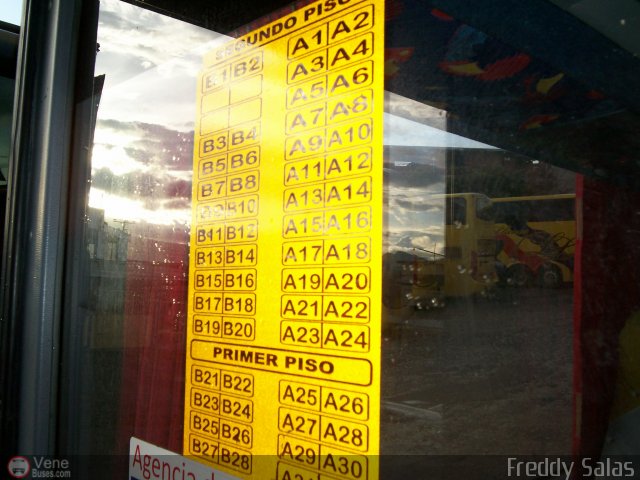 SEGUNDO PISO
B1 B2 A1 A2
A3 A4
A5 A6
B3 B4 A7 A8
B5 B6 A9 A10
B7 B8 A11 A12
B9 B10 A13 A14
B11 B12 A15 A16
B13 B14 A17 A18
B15 B16 A19 A20
B17 B18 A21 A22
B19 B20 A23 A24
PRIMER PISO
B21 B22 A25 A26
B23 B24 A27 A28
B25 B26 A29 A30
B27 B28
Agencia
Vene
Buses.com
Freddy Salas